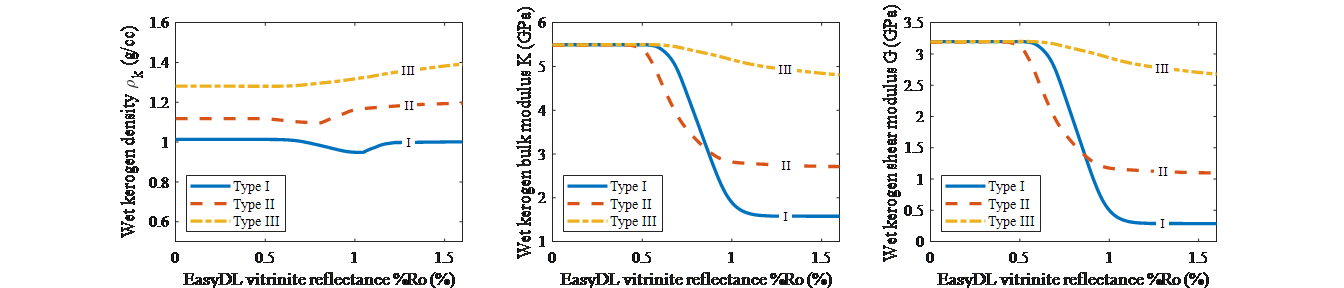 Wet kerogen density ρk (g/cc)
1.6
1.4
1.2
1
0.8
0.6
III
II
I
Type I
Type II
Type III
0
0.5
1
1.5
EasyDL vitrinite reflectance %Ro (%)
Wet kerogen bulk modulus K (GPa)
6
5
4
3
2
1
III
II
I
Type I
Type II
Type III
0
0.5
1
1.5
EasyDL vitrinite reflectance %Ro (%)
Wet kerogen shear modulus G (GPa)
3.5
3
2.5
2
1.5
1
0.5
0
III
II
I
Type I
Type II
Type III
0
0.5
1
1.5
EasyDL vitrinite reflectance %Ro (%)